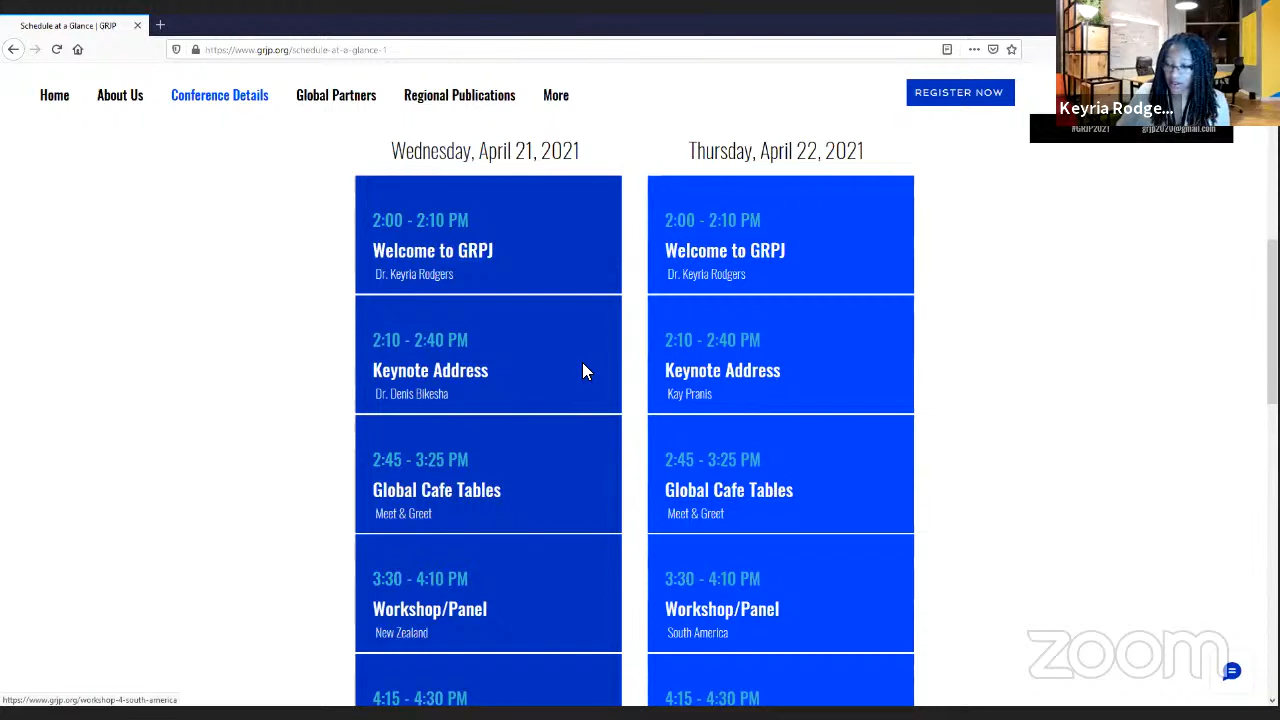 Schedule at a Glance | GRJP
https://www.grjp.org/schedule-at-a-glance-1
Keyria Rodge...
Home About Us Conference Details Global Partners Regional Publications More
REGISTER NOW
#GRJP2021 grjp2020@gmail.com
Wednesday, April 21, 2021
2:00 - 2:10 PM
Welcome to GRPJ
Dr. Keyria Rodgers
2:10 - 2:40 PM
Keynote Address
Dr. Denis Bikesha
2:45 - 3:25 PM
Global Cafe Tables
Meet & Greet
3:30 - 4:10 PM
Workshop/Panel
New Zealand
4:15 - 4:30 PM
Thursday, April 22, 2021
2:00 - 2:10 PM
Welcome to GRPJ
Dr. Keyria Rodgers
2:10 - 2:40 PM
Keynote Address
Kay Pranis
2:45 - 3:25 PM
Global Cafe Tables
Meet & Greet
3:30 - 4:10 PM
Workshop/Panel
South America
4:15 - 4:30 PM
zoom
https://www.grjp.org/workshop-4-south-america